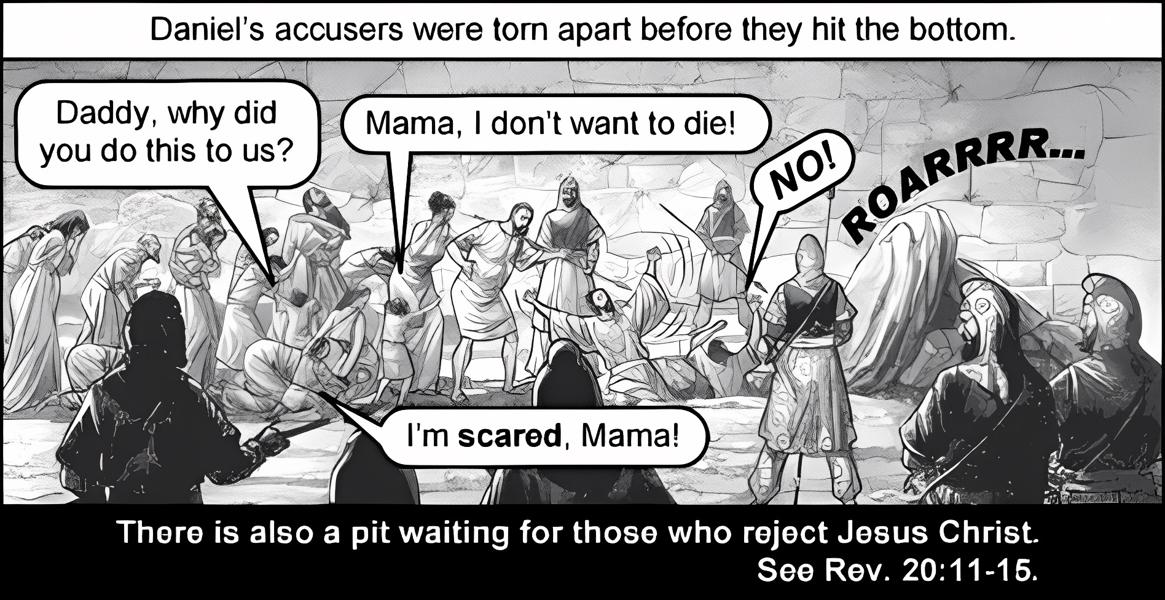 Daniel's accusers were torn apart before they hit the bottom.
Daddy, why did
you do this to us?
Mama, I don't want to die!
NO!
ROARRRR...
I'm scared, Mama!
There is also a pit waiting for those who reject Jesus Christ.
See Rev. 20:11-15.